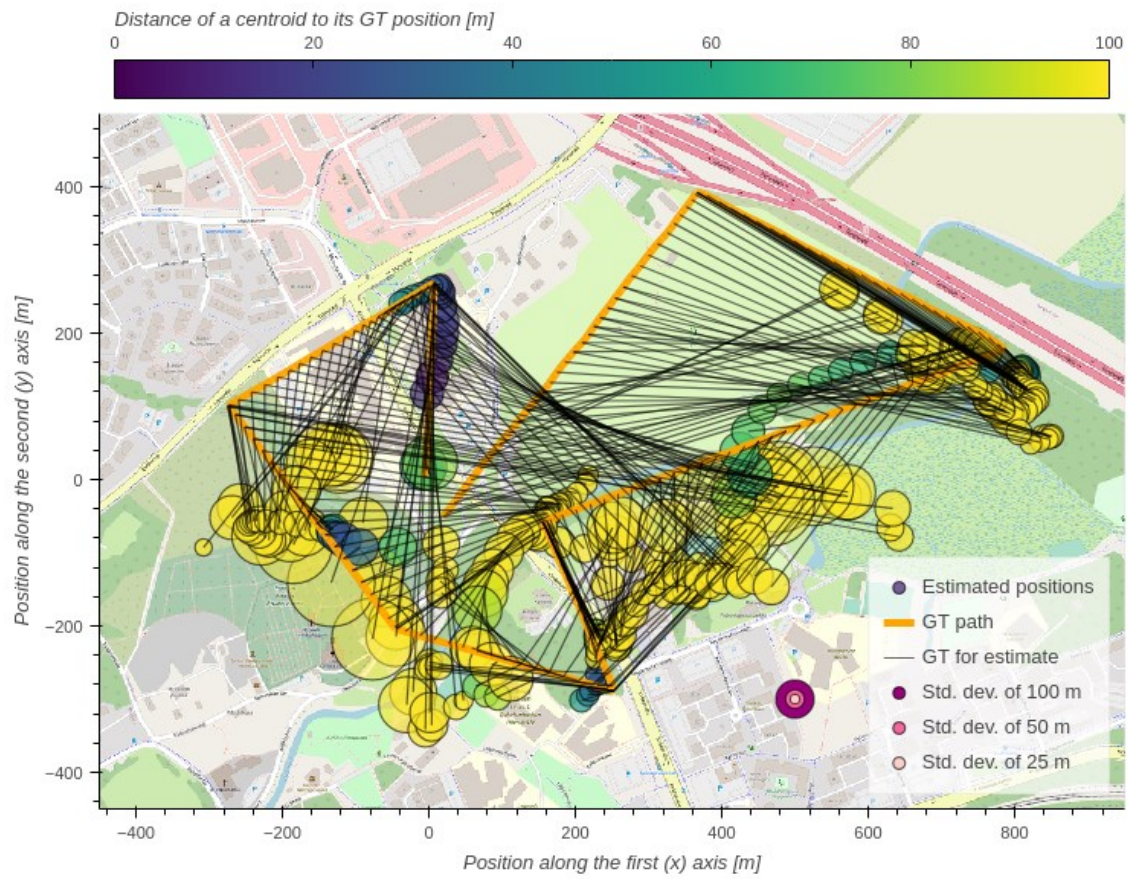 Distance of a centroid to its GT position [m]
0 20 40 60 80 100
400
200
0
−200
−400
Position along the second (y) axis [m]
Estimated positions
GT path
GT for estimate
Std. dev. of 100 m
Std. dev. of 50 m
Std. dev. of 25 m
−400 −200 0 200 400 600 800
Position along the first (x) axis [m]